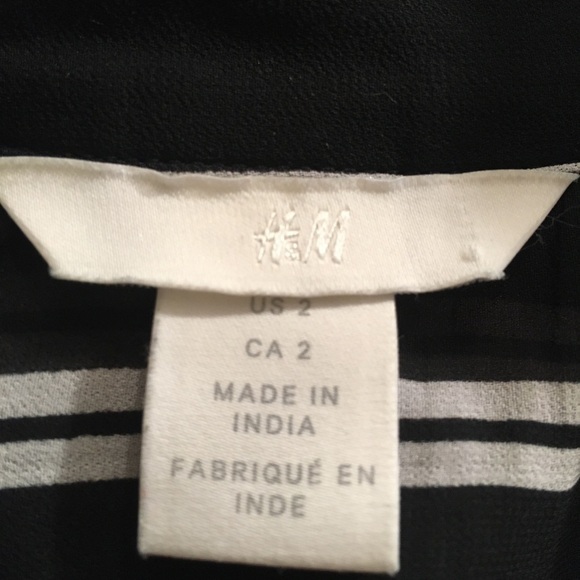 H&M
US 2
CA 2
MADE IN
INDIA
FABRIQUÉ EN
INDE